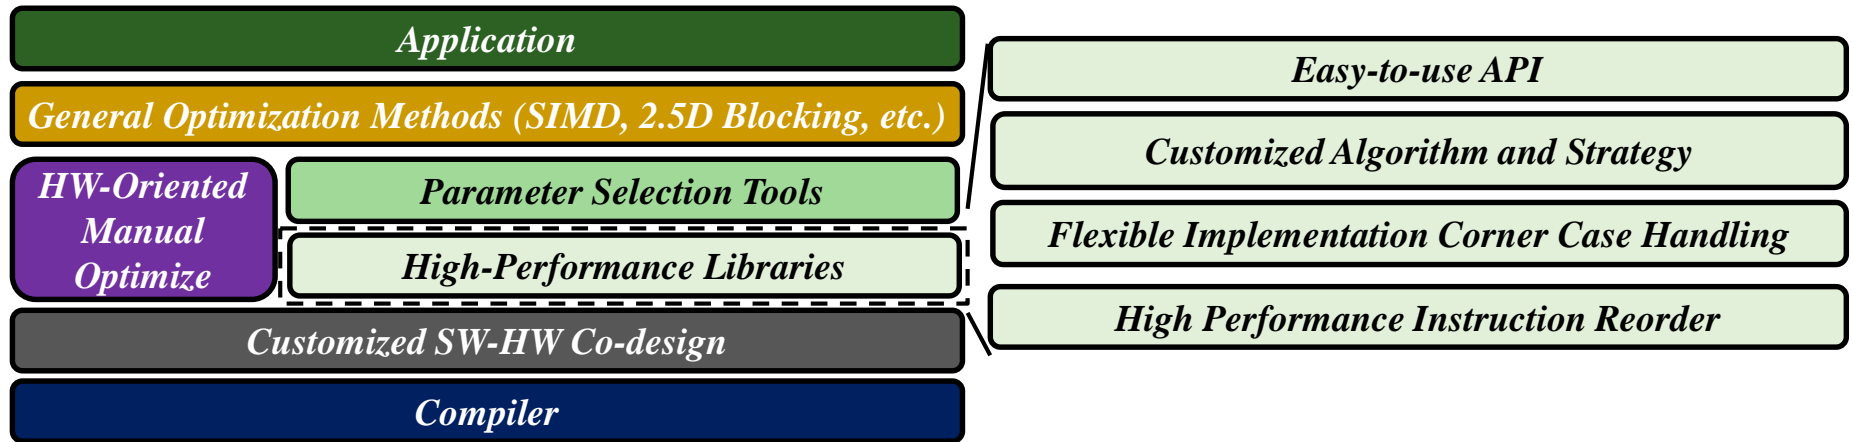 Application
General Optimization Methods (SIMD, 2.5D Blocking, etc.)
HW-Oriented
Manual
Optimize
Parameter Selection Tools
High-Performance Libraries
Customized SW-HW Co-design
Compiler
Easy-to-use API
Customized Algorithm and Strategy
Flexible Implementation Corner Case Handling
High Performance Instruction Reorder